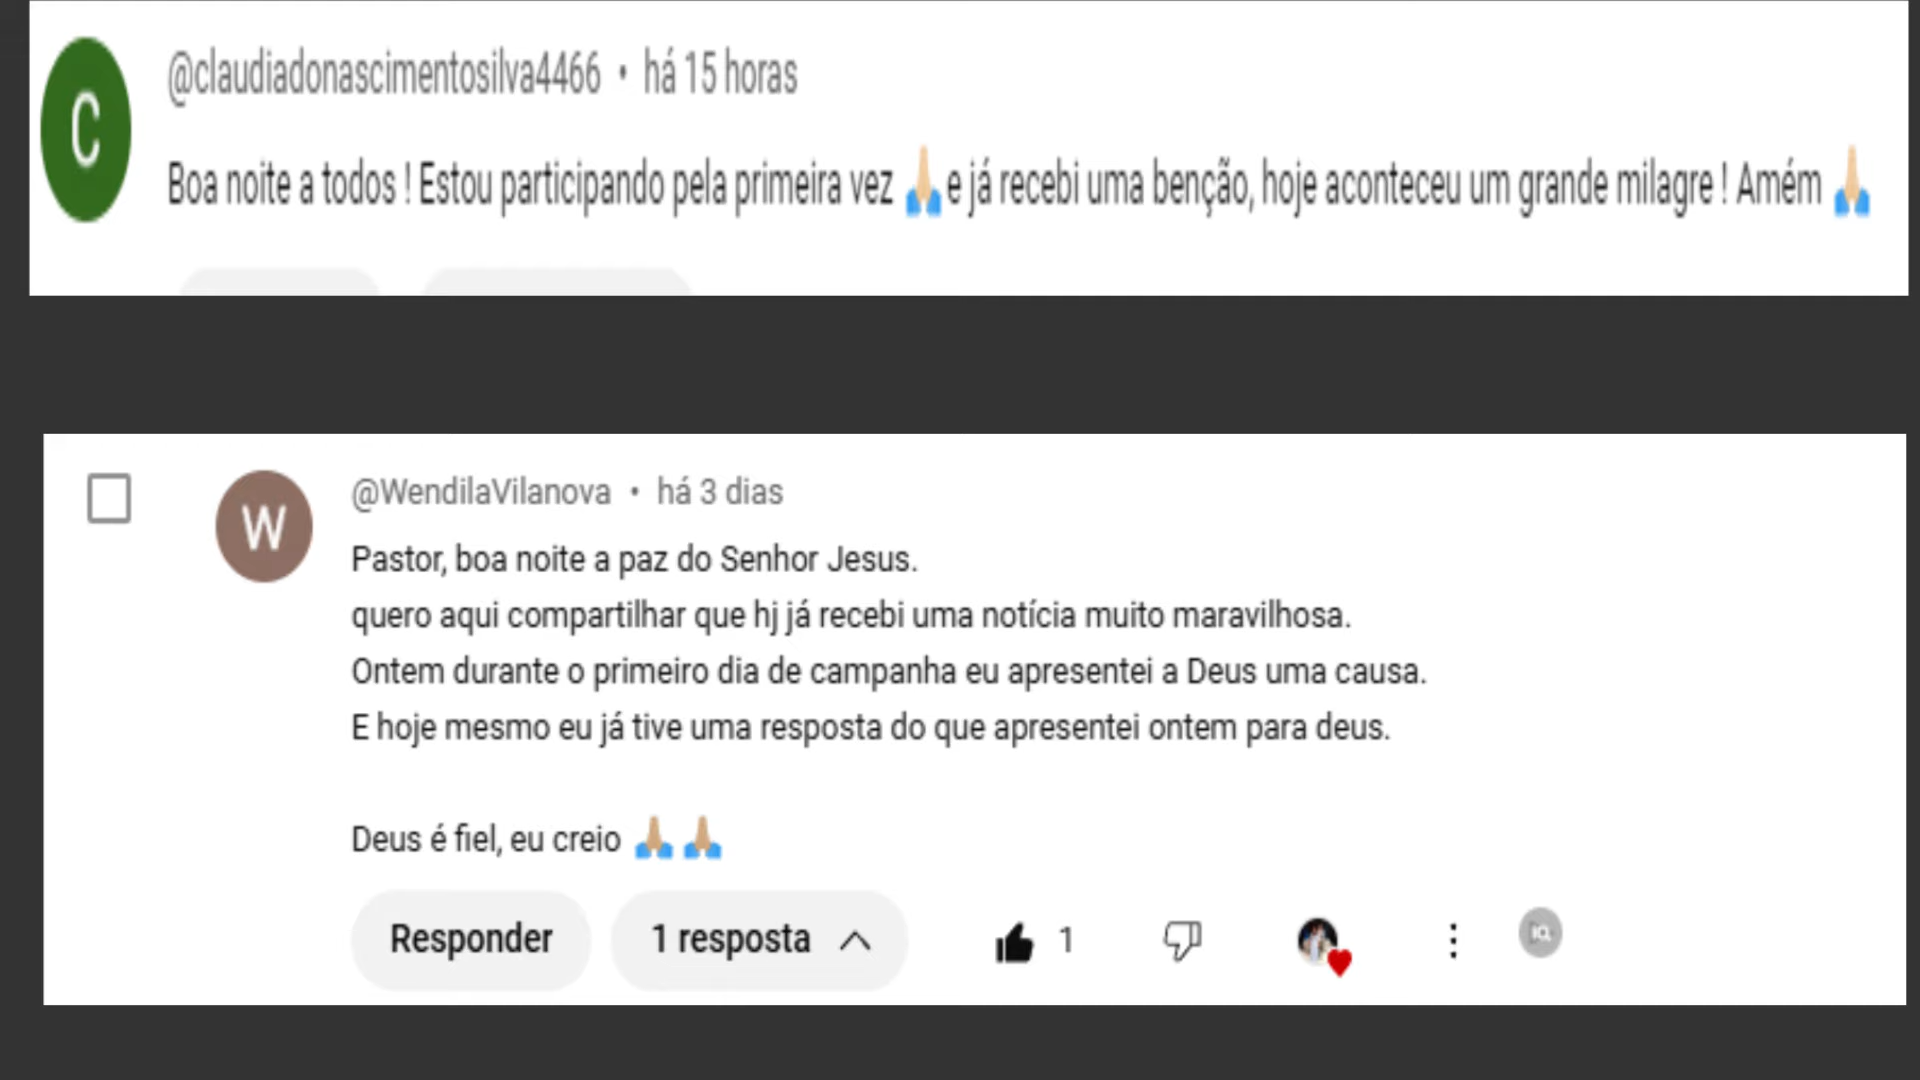 C
@claudiadonascimentosilva4466 • há 15 horas
Boa noite a todos ! Estou participando pela primeira vez 🙏🏼e já recebi uma benção, hoje aconteceu um grande milagre ! Amém 🙏🏼
W
@WendilaVilanova • há 3 dias
Pastor, boa noite a paz do Senhor Jesus.
quero aqui compartilhar que hj já recebi uma notícia muito maravilhosa.
Ontem durante o primeiro dia de campanha eu apresentei a Deus uma causa.
E hoje mesmo eu já tive uma resposta do que apresentei ontem para deus.
Deus é fiel, eu creio 🙏🏽🙏🏽
Responder 1 resposta 1